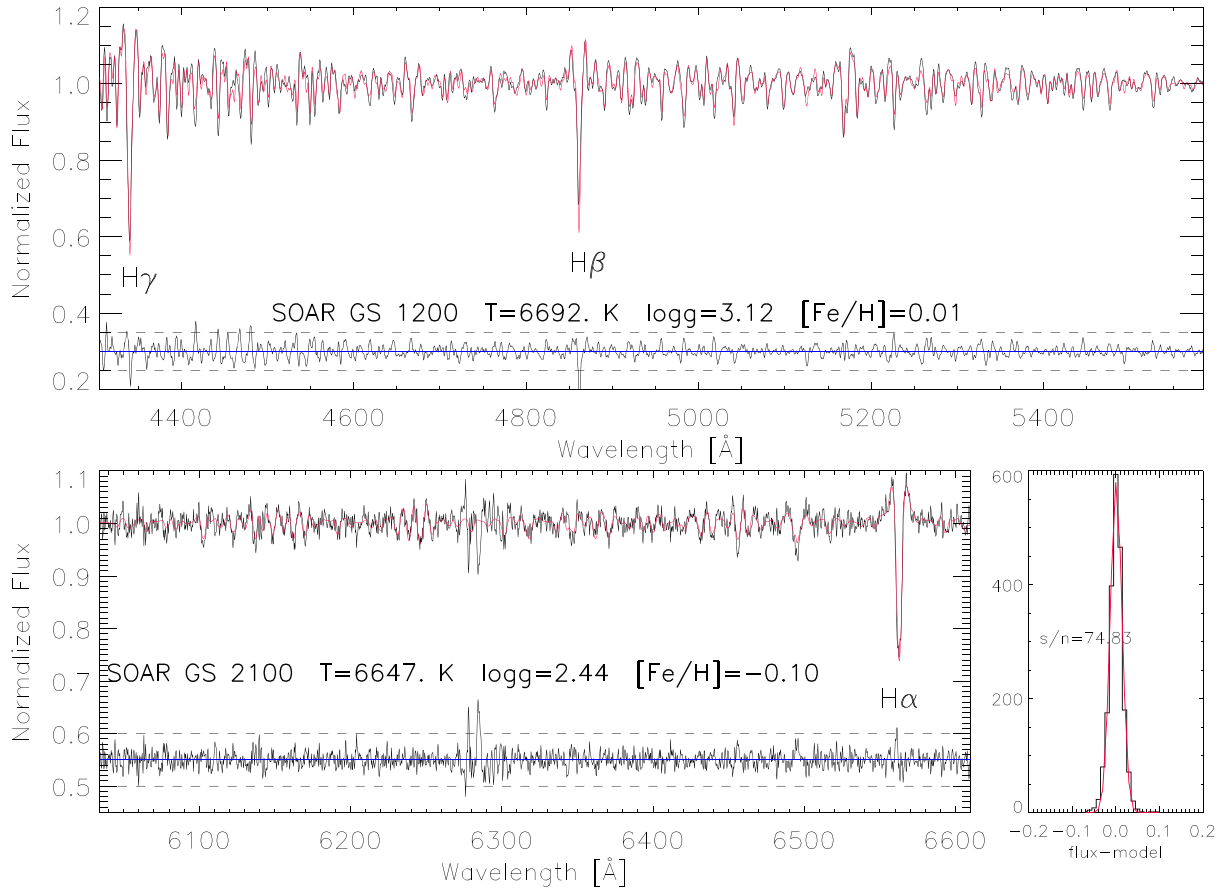 1.2
1.0
0.8
0.6
0.4
0.2
Normalized Flux
Hγ
Hβ
SOAR GS 1200 T=6692. K logg=3.12 [Fe/H]=0.01
4400 4600 4800 5000 5200 5400
Wavelength [Å]
1.1
1.0
0.9
0.8
0.7
0.6
0.5
Normalized Flux
SOAR GS 2100 T=6647. K logg=2.44 [Fe/H]=−0.10
Hα
6100 6200 6300 6400 6500 6600
Wavelength [Å]
600
400
200
0
s/n=74.83
−0.2 −0.1 0.0 0.1 0.2
flux−model